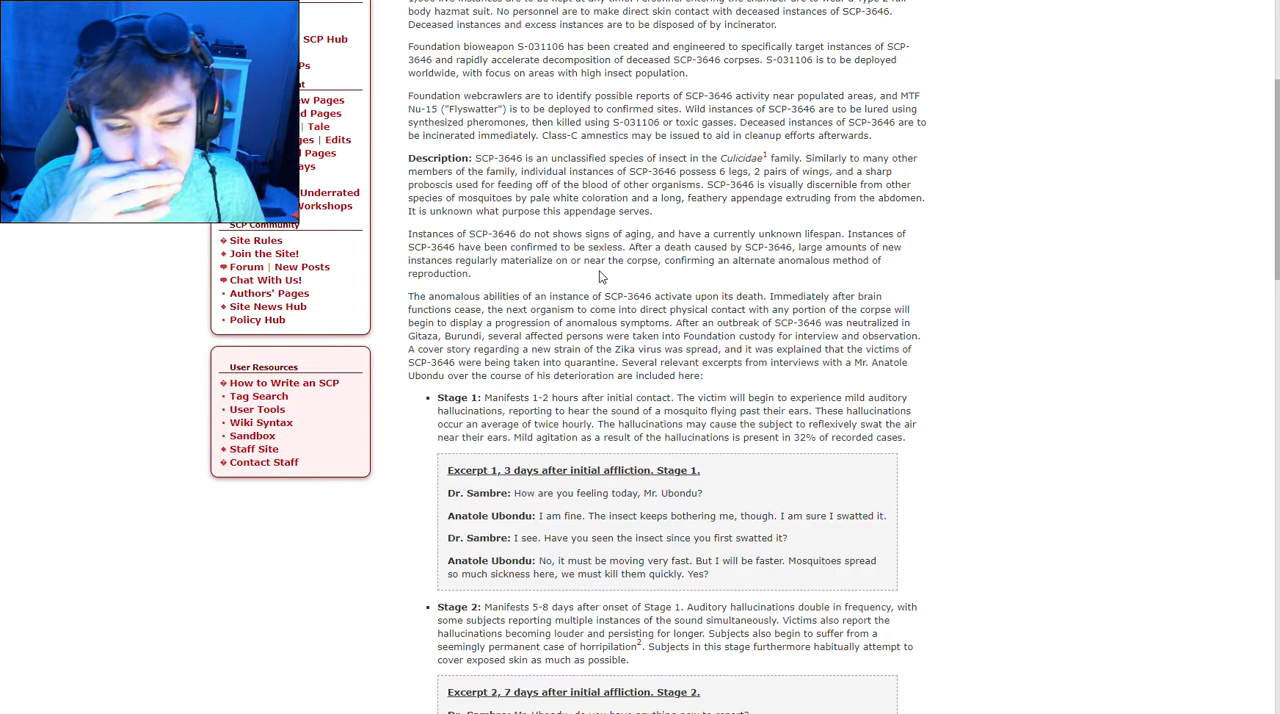 1,000 live instances are to be kept at any time. Personnel entering the chamber are to wear a Type 2 full-
body hazmat suit. No personnel are to make direct skin contact with deceased instances of SCP-3646.
Deceased instances and excess instances are to be disposed of by incinerator.
Foundation bioweapon S-031106 has been created and engineered to specifically target instances of SCP-
3646 and rapidly accelerate decomposition of deceased SCP-3646 corpses. S-031106 is to be deployed
worldwide, with focus on areas with high insect population.
Foundation webcrawlers are to identify possible reports of SCP-3646 activity near populated areas, and MTF
Nu-15 ("Flyswatter") is to be deployed to confirmed sites. Wild instances of SCP-3646 are to be lured using
synthesized pheromones, then killed using S-031106 or toxic gasses. Deceased instances of SCP-3646 are to
be incinerated immediately. Class-C amnestics may be issued to aid in cleanup efforts afterwards.
Description: SCP-3646 is an unclassified species of insect in the Culicidae1 family. Similarly to many other
members of the family, individual instances of SCP-3646 possess 6 legs, 2 pairs of wings, and a sharp
proboscis used for feeding off of the blood of other organisms. SCP-3646 is visually discernible from other
species of mosquitoes by pale white coloration and a long, feathery appendage extruding from the abdomen.
It is unknown what purpose this appendage serves.
Instances of SCP-3646 do not shows signs of aging, and have a currently unknown lifespan. Instances of
SCP-3646 have been confirmed to be sexless. After a death caused by SCP-3646, large amounts of new
instances regularly materialize on or near the corpse, confirming an alternate anomalous method of
reproduction.
The anomalous abilities of an instance of SCP-3646 activate upon its death. Immediately after brain
functions cease, the next organism to come into direct physical contact with any portion of the corpse will
begin to display a progression of anomalous symptoms. After an outbreak of SCP-3646 was neutralized in
Gitaza, Burundi, several affected persons were taken into Foundation custody for interview and observation.
A cover story regarding a new strain of the Zika virus was spread, and it was explained that the victims of
SCP-3646 were being taken into quarantine. Several relevant excerpts from interviews with a Mr. Anatole
Ubondu over the course of his deterioration are included here:
Stage 1: Manifests 1-2 hours after initial contact. The victim will begin to experience mild auditory
hallucinations, reporting to hear the sound of a mosquito flying past their ears. These hallucinations
occur an average of twice hourly. The hallucinations may cause the subject to reflexively swat the air
near their ears. Mild agitation as a result of the hallucinations is present in 32% of recorded cases.
Excerpt 1, 3 days after initial affliction. Stage 1.
Dr. Sambre: How are you feeling today, Mr. Ubondu?
Anatole Ubondu: I am fine. The insect keeps bothering me, though. I am sure I swatted it.
Dr. Sambre: I see. Have you seen the insect since you first swatted it?
Anatole Ubondu: No, it must be moving very fast. But I will be faster. Mosquitoes spread
so much sickness here, we must kill them quickly. Yes?
Stage 2: Manifests 5-8 days after onset of Stage 1. Auditory hallucinations double in frequency, with
some subjects reporting multiple instances of the sound simultaneously. Victims also report the
hallucinations becoming louder and persisting for longer. Subjects also begin to suffer from a
seemingly permanent case of horripilation2. Subjects in this stage furthermore habitually attempt to
cover exposed skin as much as possible.
Excerpt 2, 7 days after initial affliction. Stage 2.
SCP Hub
Ps
nt
w Pages
d Pages
| Tale
ges | Edits
d Pages
ays
Underrated
Workshops
SCP Community
Site Rules
Join the Site!
Forum | New Posts
Chat With Us!
Authors' Pages
Site News Hub
Policy Hub
User Resources
How to Write an SCP
Tag Search
User Tools
Wiki Syntax
Sandbox
Staff Site
Contact Staff